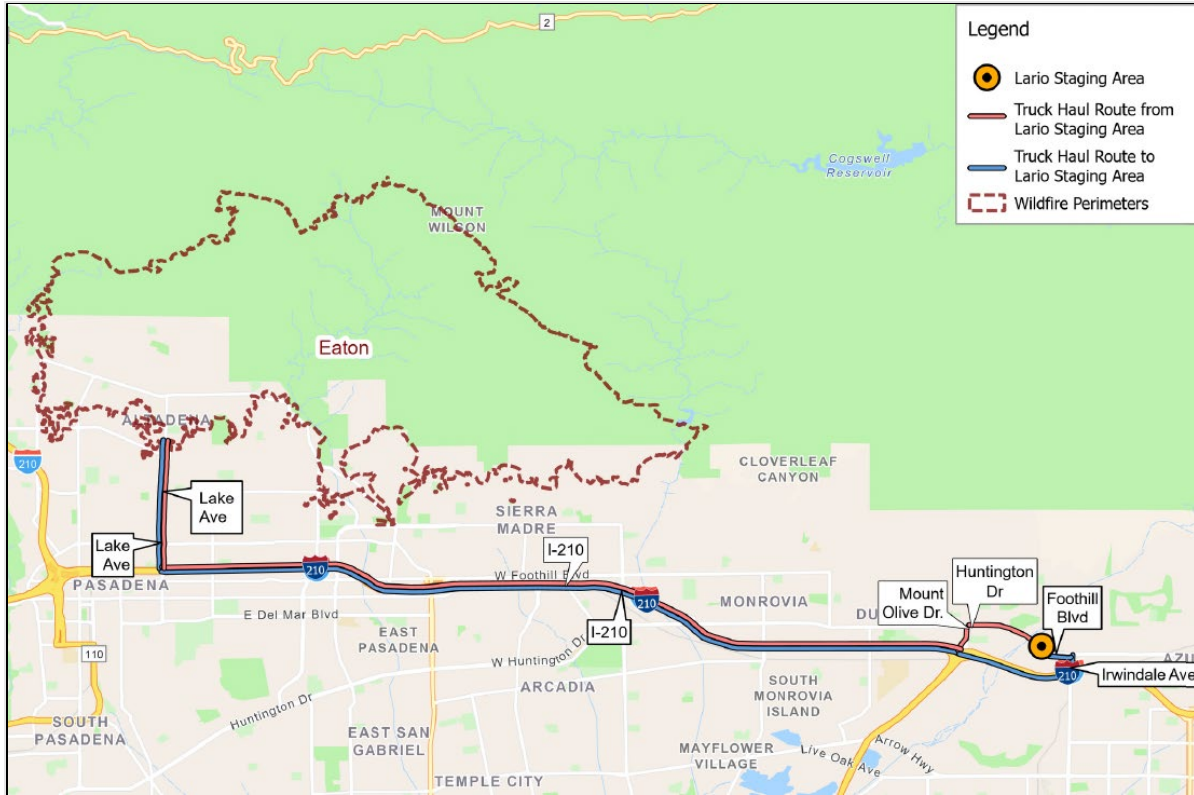 2
Legend
Lario Staging Area
Truck Haul Route from
Lario Staging Area
Truck Haul Route to
Lario Staging Area
Wildfire Perimeters
Cogswell
Reservoir
MOUNT
WILSON
Eaton
ALTADENA
210
CLOVERLEAF
CANYON
Lake
Ave
SIERRA
MADRE
Lake
Ave
I-210
210
W Foothill Blvd
PASADENA
210
Huntington
Dr
Mount
Olive Dr.
MONROVIA
DU
Foothill
Blvd
E Del Mar Blvd
I-210
EAST
PASADENA
110
W Huntington Dr
AZU
210
Irwindale Ave
ARCADIA
SOUTH
MONROVIA
ISLAND
Huntington Dr
SOUTH
PASADENA
EAST SAN
GABRIEL
MAYFLOWER
VILLAGE
Live Oak Ave
Arrow Hwy
TEMPLE CITY